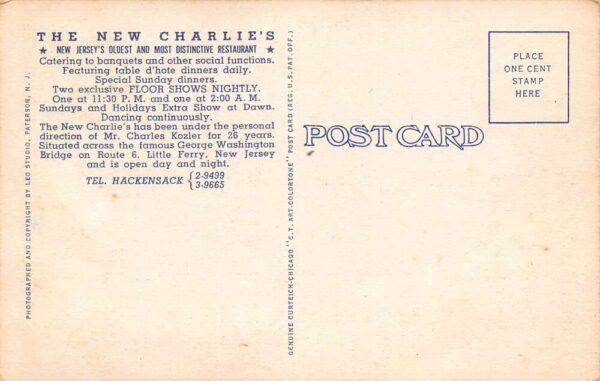 THE NEW CHARLIE'S
★ NEW JERSEY'S OLDEST AND MOST DISTINCTIVE RESTAURANT ★
Catering to banquets and other social functions.
Featuring table d'hote dinners daily.
Special Sunday dinners.
Two exclusive FLOOR SHOWS NIGHTLY.
One at 11:30 P. M. and one at 2:00 A. M.
Sundays and Holidays Extra Show at Dawn.
Dancing continuously.
The New Charlie's has been under the personal
direction of Mr. Charles Kozler for 26 years.
Situated across the famous George Washington
Bridge on Route 6, Little Ferry, New Jersey
and is open day and night.
TEL. HACKENSACK { 2-9499
3-9665
PHOTOGRAPHED AND COPYRIGHT BY LEO STUDIO, PATERSON, N. J.
GENUINE CURTEICH-CHICAGO "C.T. ART-COLORTONE" POST CARD (REG. U.S. PAT. OFF.)
POST CARD
PLACE
ONE CENT
STAMP
HERE